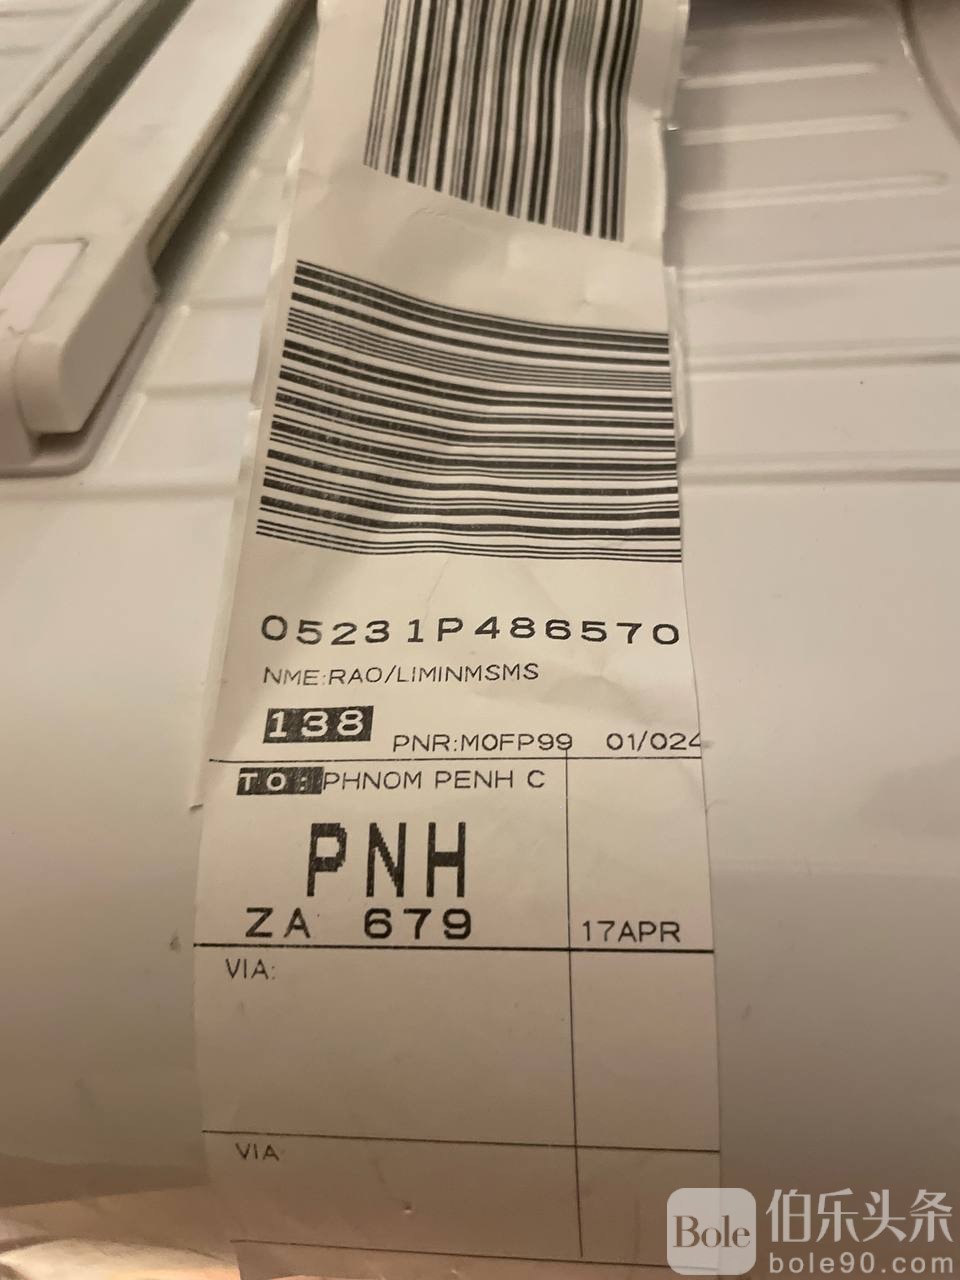 05231P486570
NME:RAO/LIMINMSMS
138 PNR:M0FP99 01/024
TO: PHNOM PENH C
PNH
ZA 679 17APR
VIA:
VIA
Bole 伯乐头条
bole90.com